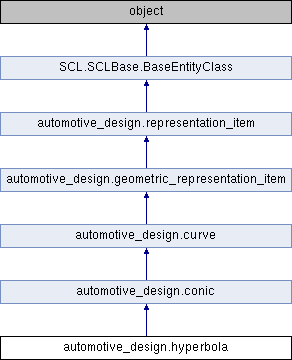 object
SCL.SCLBase.BaseEntityClass
automotive_design.representation_item
automotive_design.geometric_representation_item
automotive_design.curve
automotive_design.conic
automotive_design.hyperbola